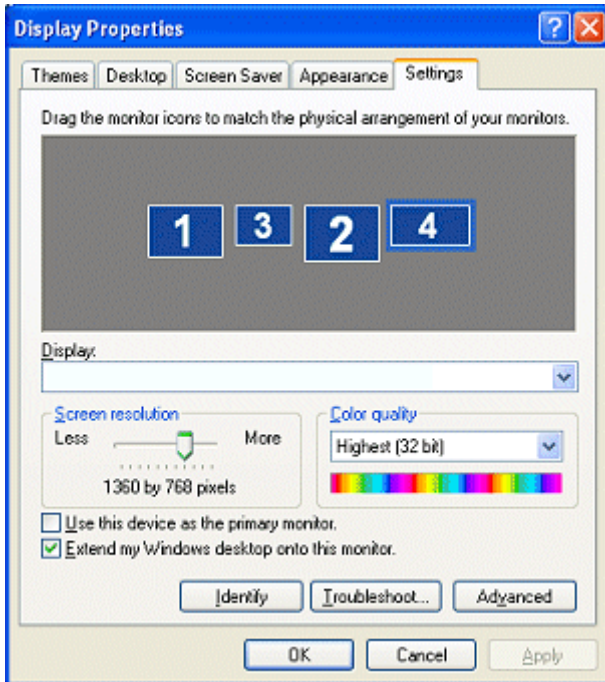 Display Properties
Themes Desktop Screen Saver Appearance Settings
Drag the monitor icons to match the physical arrangement of your monitors.
1 3 2 4
Display:
Screen resolution
Less More
1360 by 768 pixels
Color quality
Highest (32 bit)
Use this device as the primary monitor.
Extend my Windows desktop onto this monitor.
Identify Troubleshoot... Advanced
OK Cancel Apply